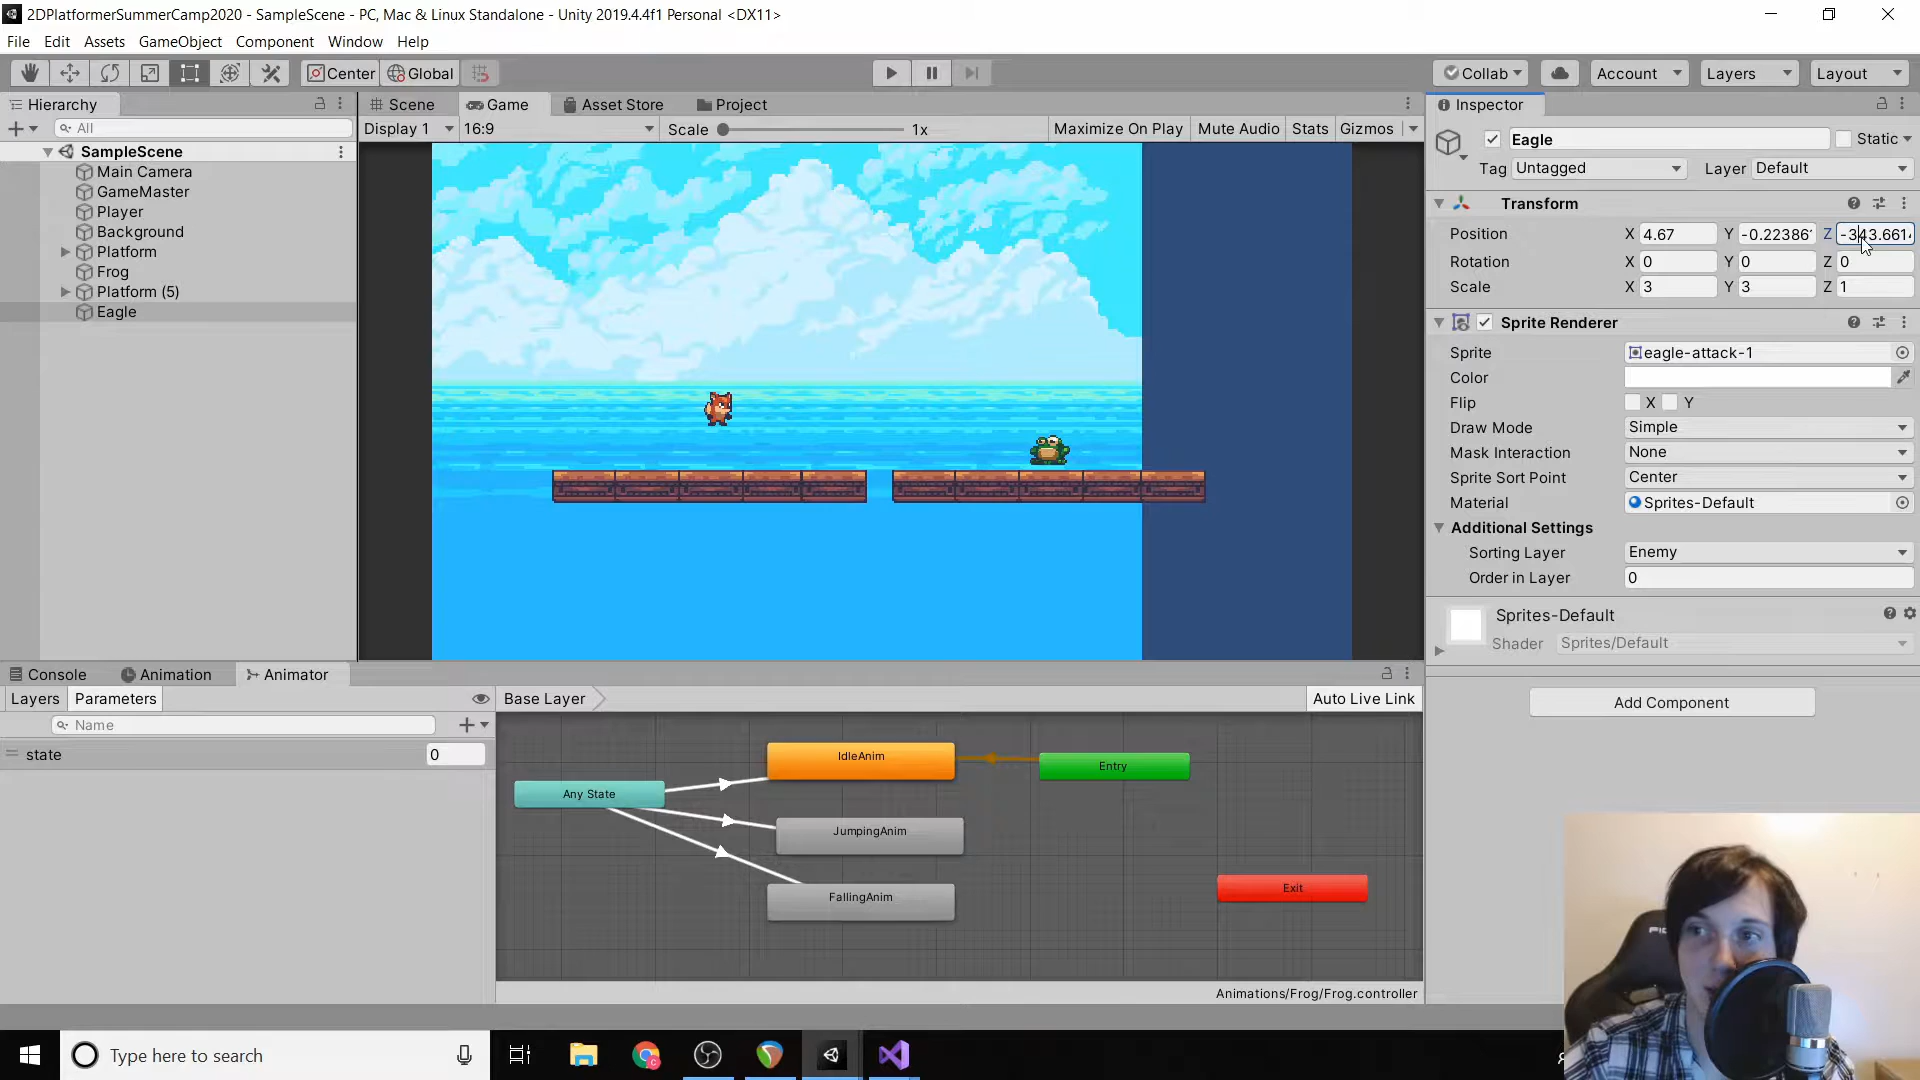 2DPlatformerSummerCamp2020 - SampleScene - PC, Mac & Linux Standalone - Unity 2019.4.4f1 Personal <DX11>
File Edit Assets GameObject Component Window Help
Center Global Collab Account Layers Layout
Hierarchy Scene Game Asset Store Project Inspector
All Display 1 16:9 Scale 1x Maximize On Play Mute Audio Stats Gizmos
SampleScene
Main Camera
GameMaster
Player
Background
Platform
Frog
Platform (5)
Eagle
Eagle Static
Tag Untagged Layer Default
Transform
Position X 4.67 Y -0.22386 Z -343.661
Rotation X 0 Y 0 Z 0
Scale X 3 Y 3 Z 1
Sprite Renderer
Sprite eagle-attack-1
Color
Flip X Y
Draw Mode Simple
Mask Interaction None
Sprite Sort Point Center
Material Sprites-Default
Additional Settings
Sorting Layer Enemy
Order in Layer 0
Sprites-Default
Shader Sprites/Default
Add Component
Console Animation Animator
Layers Parameters Base Layer Auto Live Link
Name
state 0
IdleAnim
Entry
Any State
JumpingAnim
FallingAnim
Exit
Animations/Frog/Frog.controller
Type here to search